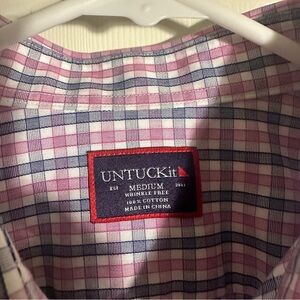 UNTUCKit
EST MEDIUM 2011
WRINKLE FREE
100% COTTON
MADE IN CHINA